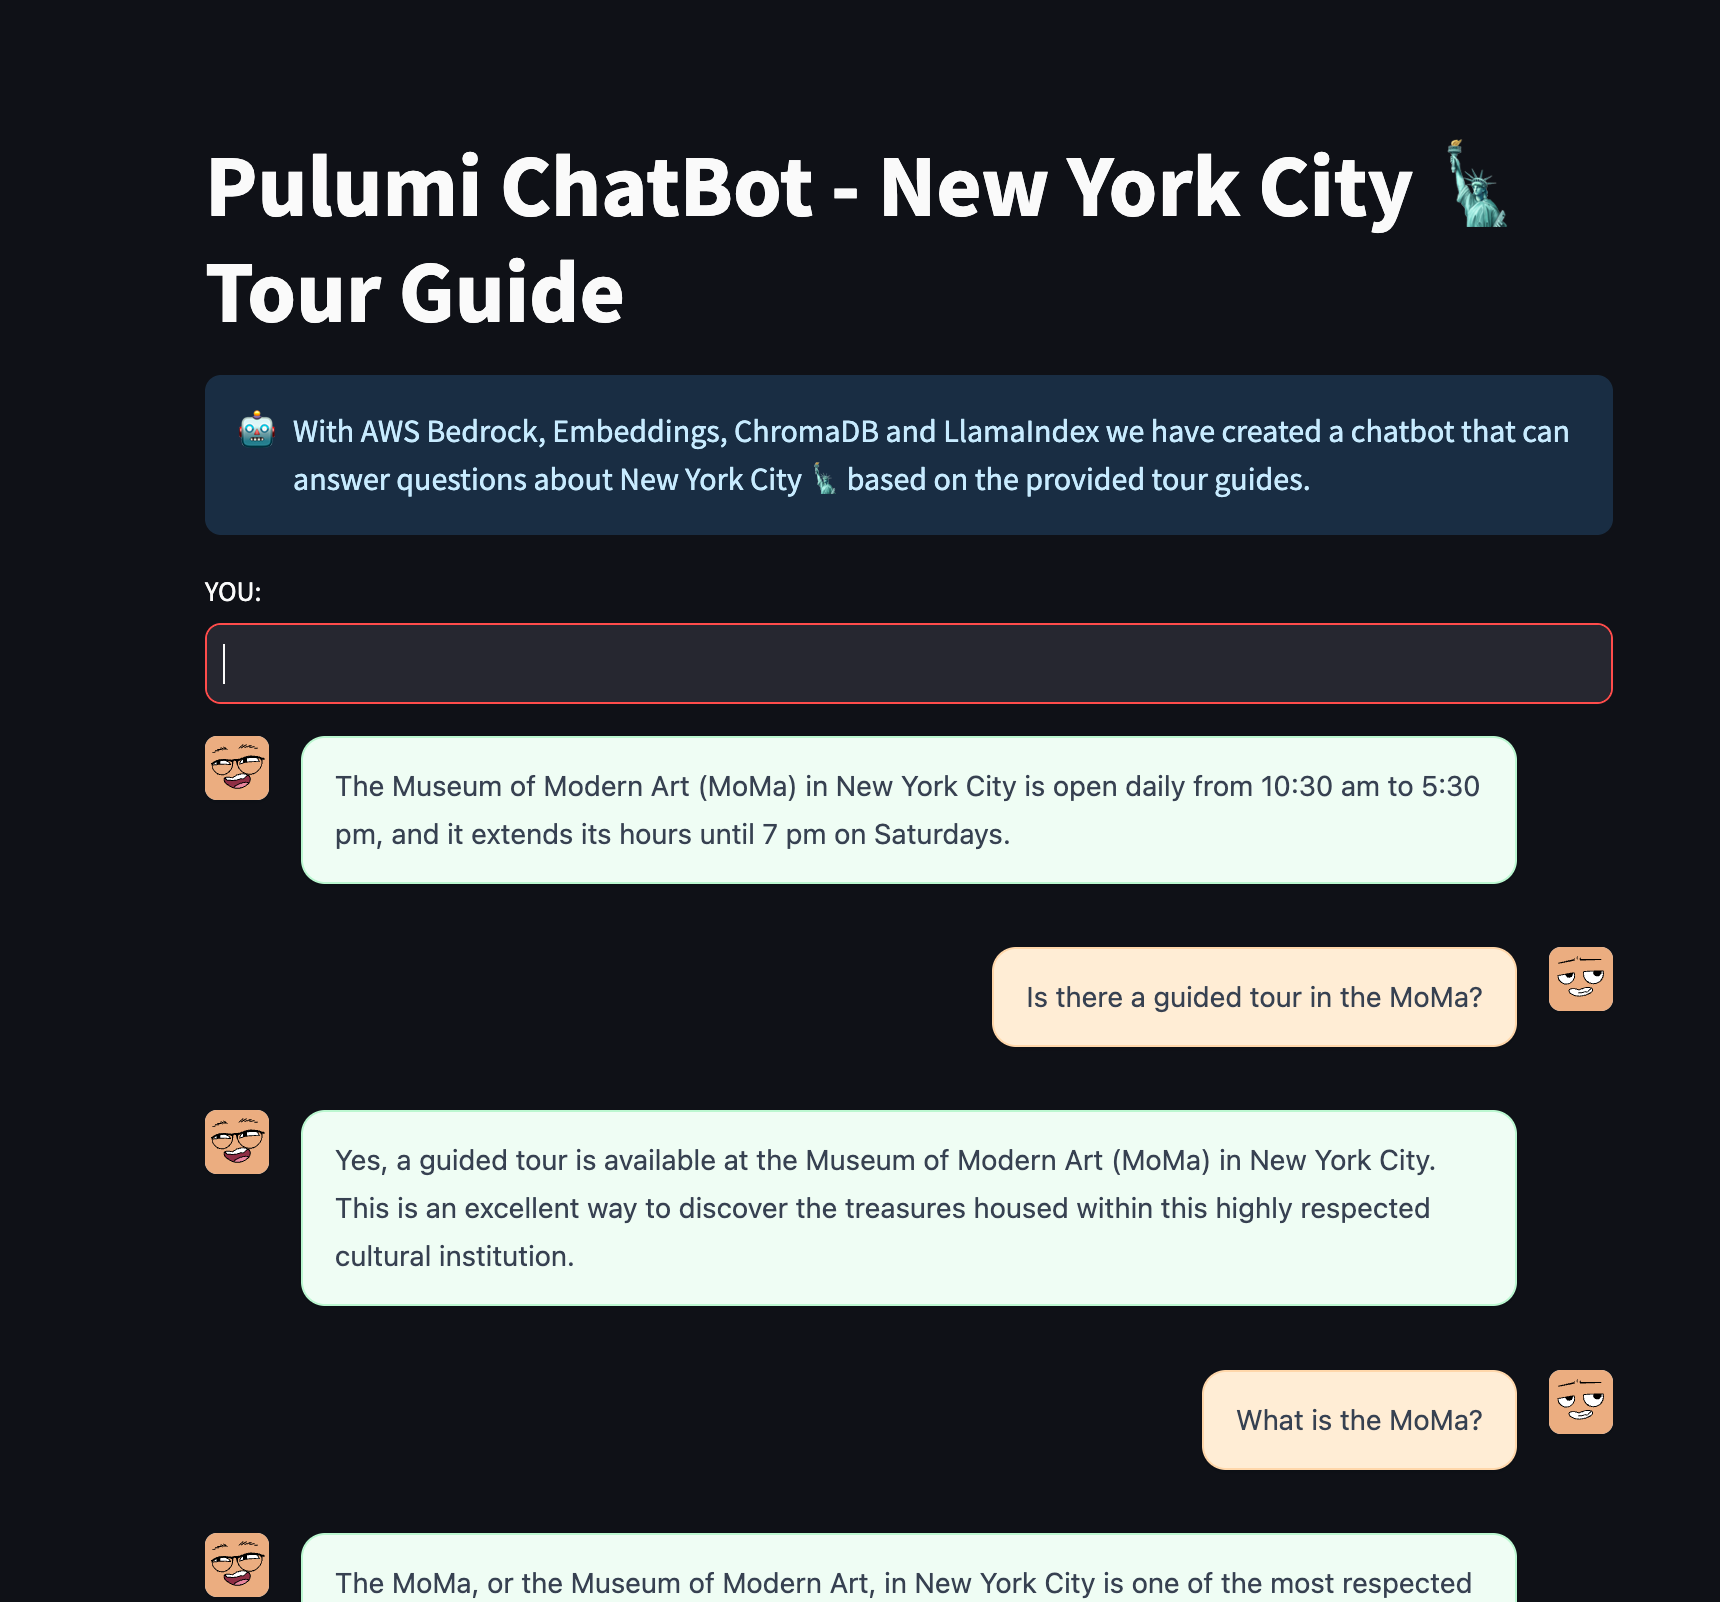 Pulumi ChatBot - New York City 🗽
Tour Guide
🤖 With AWS Bedrock, Embeddings, ChromaDB and LlamaIndex we have created a chatbot that can
answer questions about New York City 🗽 based on the provided tour guides.
YOU:
The Museum of Modern Art (MoMa) in New York City is open daily from 10:30 am to 5:30
pm, and it extends its hours until 7 pm on Saturdays.
Is there a guided tour in the MoMa?
Yes, a guided tour is available at the Museum of Modern Art (MoMa) in New York City.
This is an excellent way to discover the treasures housed within this highly respected
cultural institution.
What is the MoMa?
The MoMa, or the Museum of Modern Art, in New York City is one of the most respected